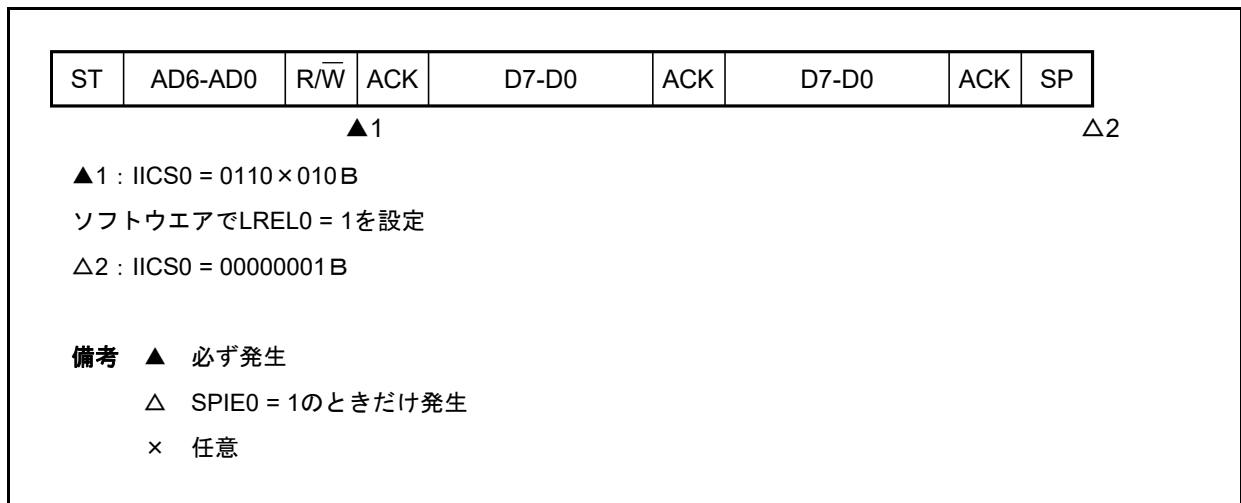 ST AD6-AD0 R/W̅ ACK D7-D0 ACK D7-D0 ACK SP
▲1 △2
▲1：IICS0 = 0110×010Ｂ
ソフトウエアでLREL0 = 1を設定
△2：IICS0 = 00000001Ｂ
備考 ▲ 必ず発生
△ SPIE0 = 1のときだけ発生
× 任意